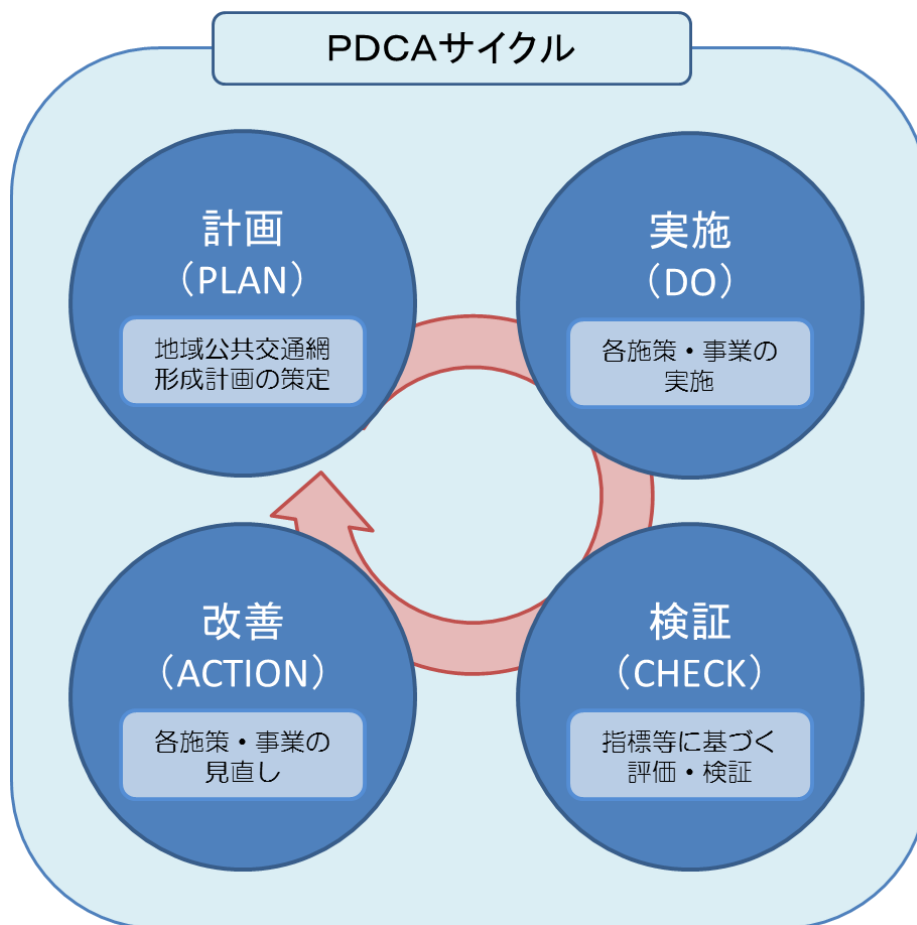 PDCAサイクル
計画
（PLAN）
地域公共交通網
形成計画の策定
実施
（DO）
各施策・事業の
実施
検証
（CHECK）
指標等に基づく
評価・検証
改善
（ACTION）
各施策・事業の
見直し